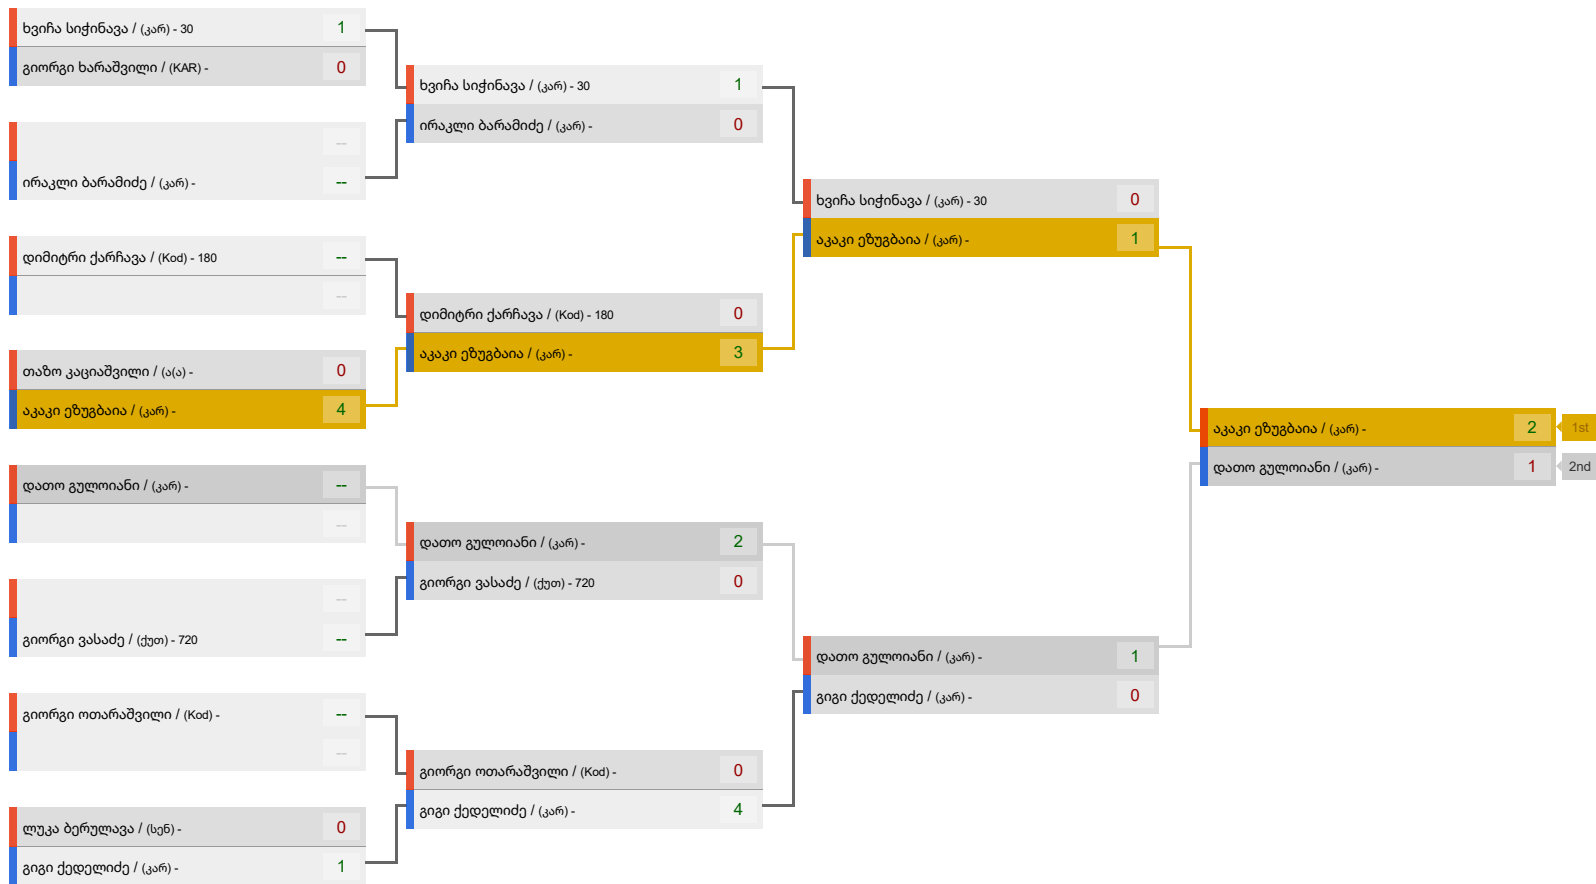 ხვიჩა სიჭინავა / (კარ) - 30 1
გიორგი ხარაშვილი / (KAR) - 0
--
ირაკლი ბარამიძე / (კარ) - --
დიმიტრი ქარჩავა / (Kod) - 180 --
--
თაზო კაციაშვილი / (ა(ა) - 0
აკაკი ეზუგბაია / (კარ) - 4
დათო გულოიანი / (კარ) - --
--
--
გიორგი ვასაძე / (ქუთ) - 720 --
გიორგი ოთარაშვილი / (Kod) - --
--
ლუკა ბერულავა / (სენ) - 0
გიგი ქედელიძე / (კარ) - 1
ხვიჩა სიჭინავა / (კარ) - 30 1
ირაკლი ბარამიძე / (კარ) - 0
დიმიტრი ქარჩავა / (Kod) - 180 0
აკაკი ეზუგბაია / (კარ) - 3
დათო გულოიანი / (კარ) - 2
გიორგი ვასაძე / (ქუთ) - 720 0
გიორგი ოთარაშვილი / (Kod) - 0
გიგი ქედელიძე / (კარ) - 4
ხვიჩა სიჭინავა / (კარ) - 30 0
აკაკი ეზუგბაია / (კარ) - 1
დათო გულოიანი / (კარ) - 1
გიგი ქედელიძე / (კარ) - 0
აკაკი ეზუგბაია / (კარ) - 2 1st
დათო გულოიანი / (კარ) - 1 2nd